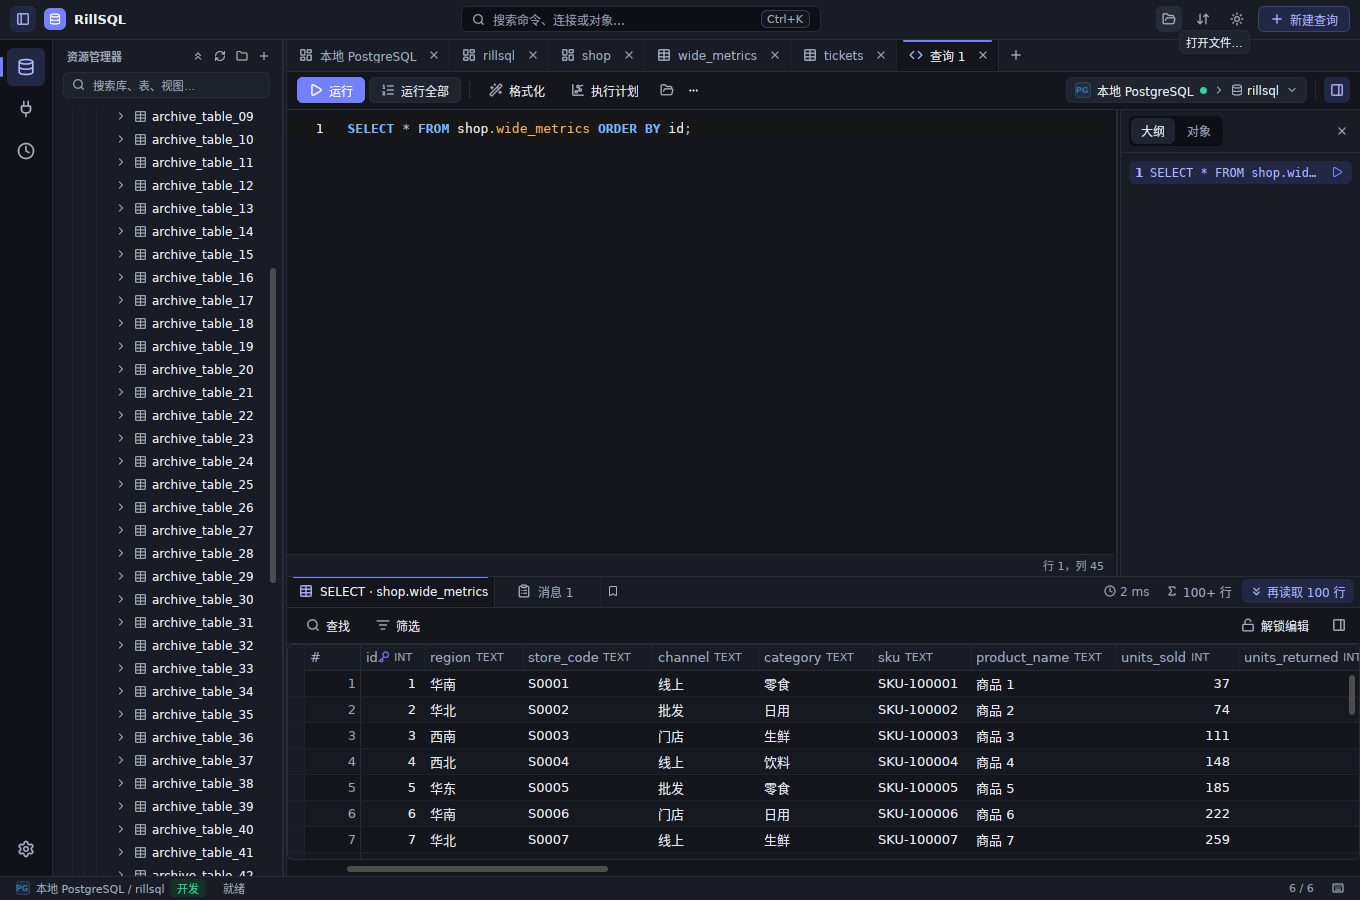 RillSQL
搜索命令、连接或对象... Ctrl+K
新建查询
打开文件...
资源管理器
搜索库、表、视图...
archive_table_09
archive_table_10
archive_table_11
archive_table_12
archive_table_13
archive_table_14
archive_table_15
archive_table_16
archive_table_17
archive_table_18
archive_table_19
archive_table_20
archive_table_21
archive_table_22
archive_table_23
archive_table_24
archive_table_25
archive_table_26
archive_table_27
archive_table_28
archive_table_29
archive_table_30
archive_table_31
archive_table_32
archive_table_33
archive_table_34
archive_table_35
archive_table_36
archive_table_37
archive_table_38
archive_table_39
archive_table_40
archive_table_41
archive_table_42
本地 PostgreSQL rillsql shop wide_metrics tickets 查询 1
运行 运行全部 格式化 执行计划 PG 本地 PostgreSQL rillsql
1 SELECT * FROM shop.wide_metrics ORDER BY id;
大纲 对象
1 SELECT * FROM shop.wid…
行 1，列 45
SELECT · shop.wide_metrics 消息 1 2 ms Σ 100+ 行 再读取 100 行
查找 筛选 解锁编辑
# id INT region TEXT store_code TEXT channel TEXT category TEXT sku TEXT product_name TEXT units_sold INT units_returned INT
1 1 华南 S0001 线上 零食 SKU-100001 商品 1 37
2 2 华北 S0002 批发 日用 SKU-100002 商品 2 74
3 3 西南 S0003 门店 生鲜 SKU-100003 商品 3 111
4 4 西北 S0004 线上 饮料 SKU-100004 商品 4 148
5 5 华东 S0005 批发 零食 SKU-100005 商品 5 185
6 6 华南 S0006 门店 日用 SKU-100006 商品 6 222
7 7 华北 S0007 线上 生鲜 SKU-100007 商品 7 259
PG 本地 PostgreSQL / rillsql 开发 就绪 6 / 6